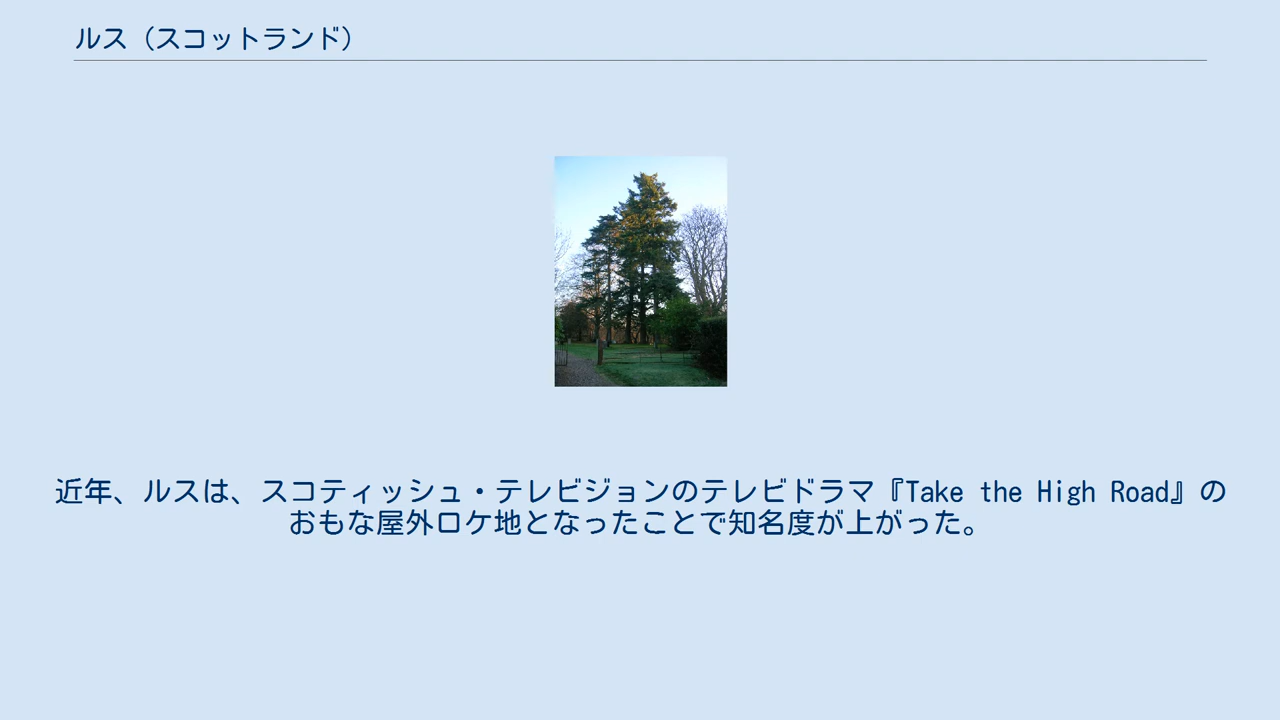 ルス（スコットランド）
近年、ルスは、スコティッシュ・テレビジョンのテレビドラマ『Take the High Road』の
おもな屋外ロケ地となったことで知名度が上がった。